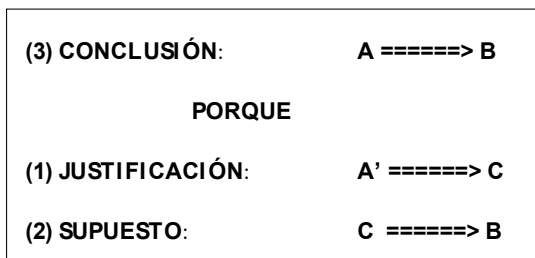 (3) CONCLUSIÓN: A ======> B
PORQUE
(1) JUSTIFICACIÓN: A’ ======> C
(2) SUPUESTO: C ======> B